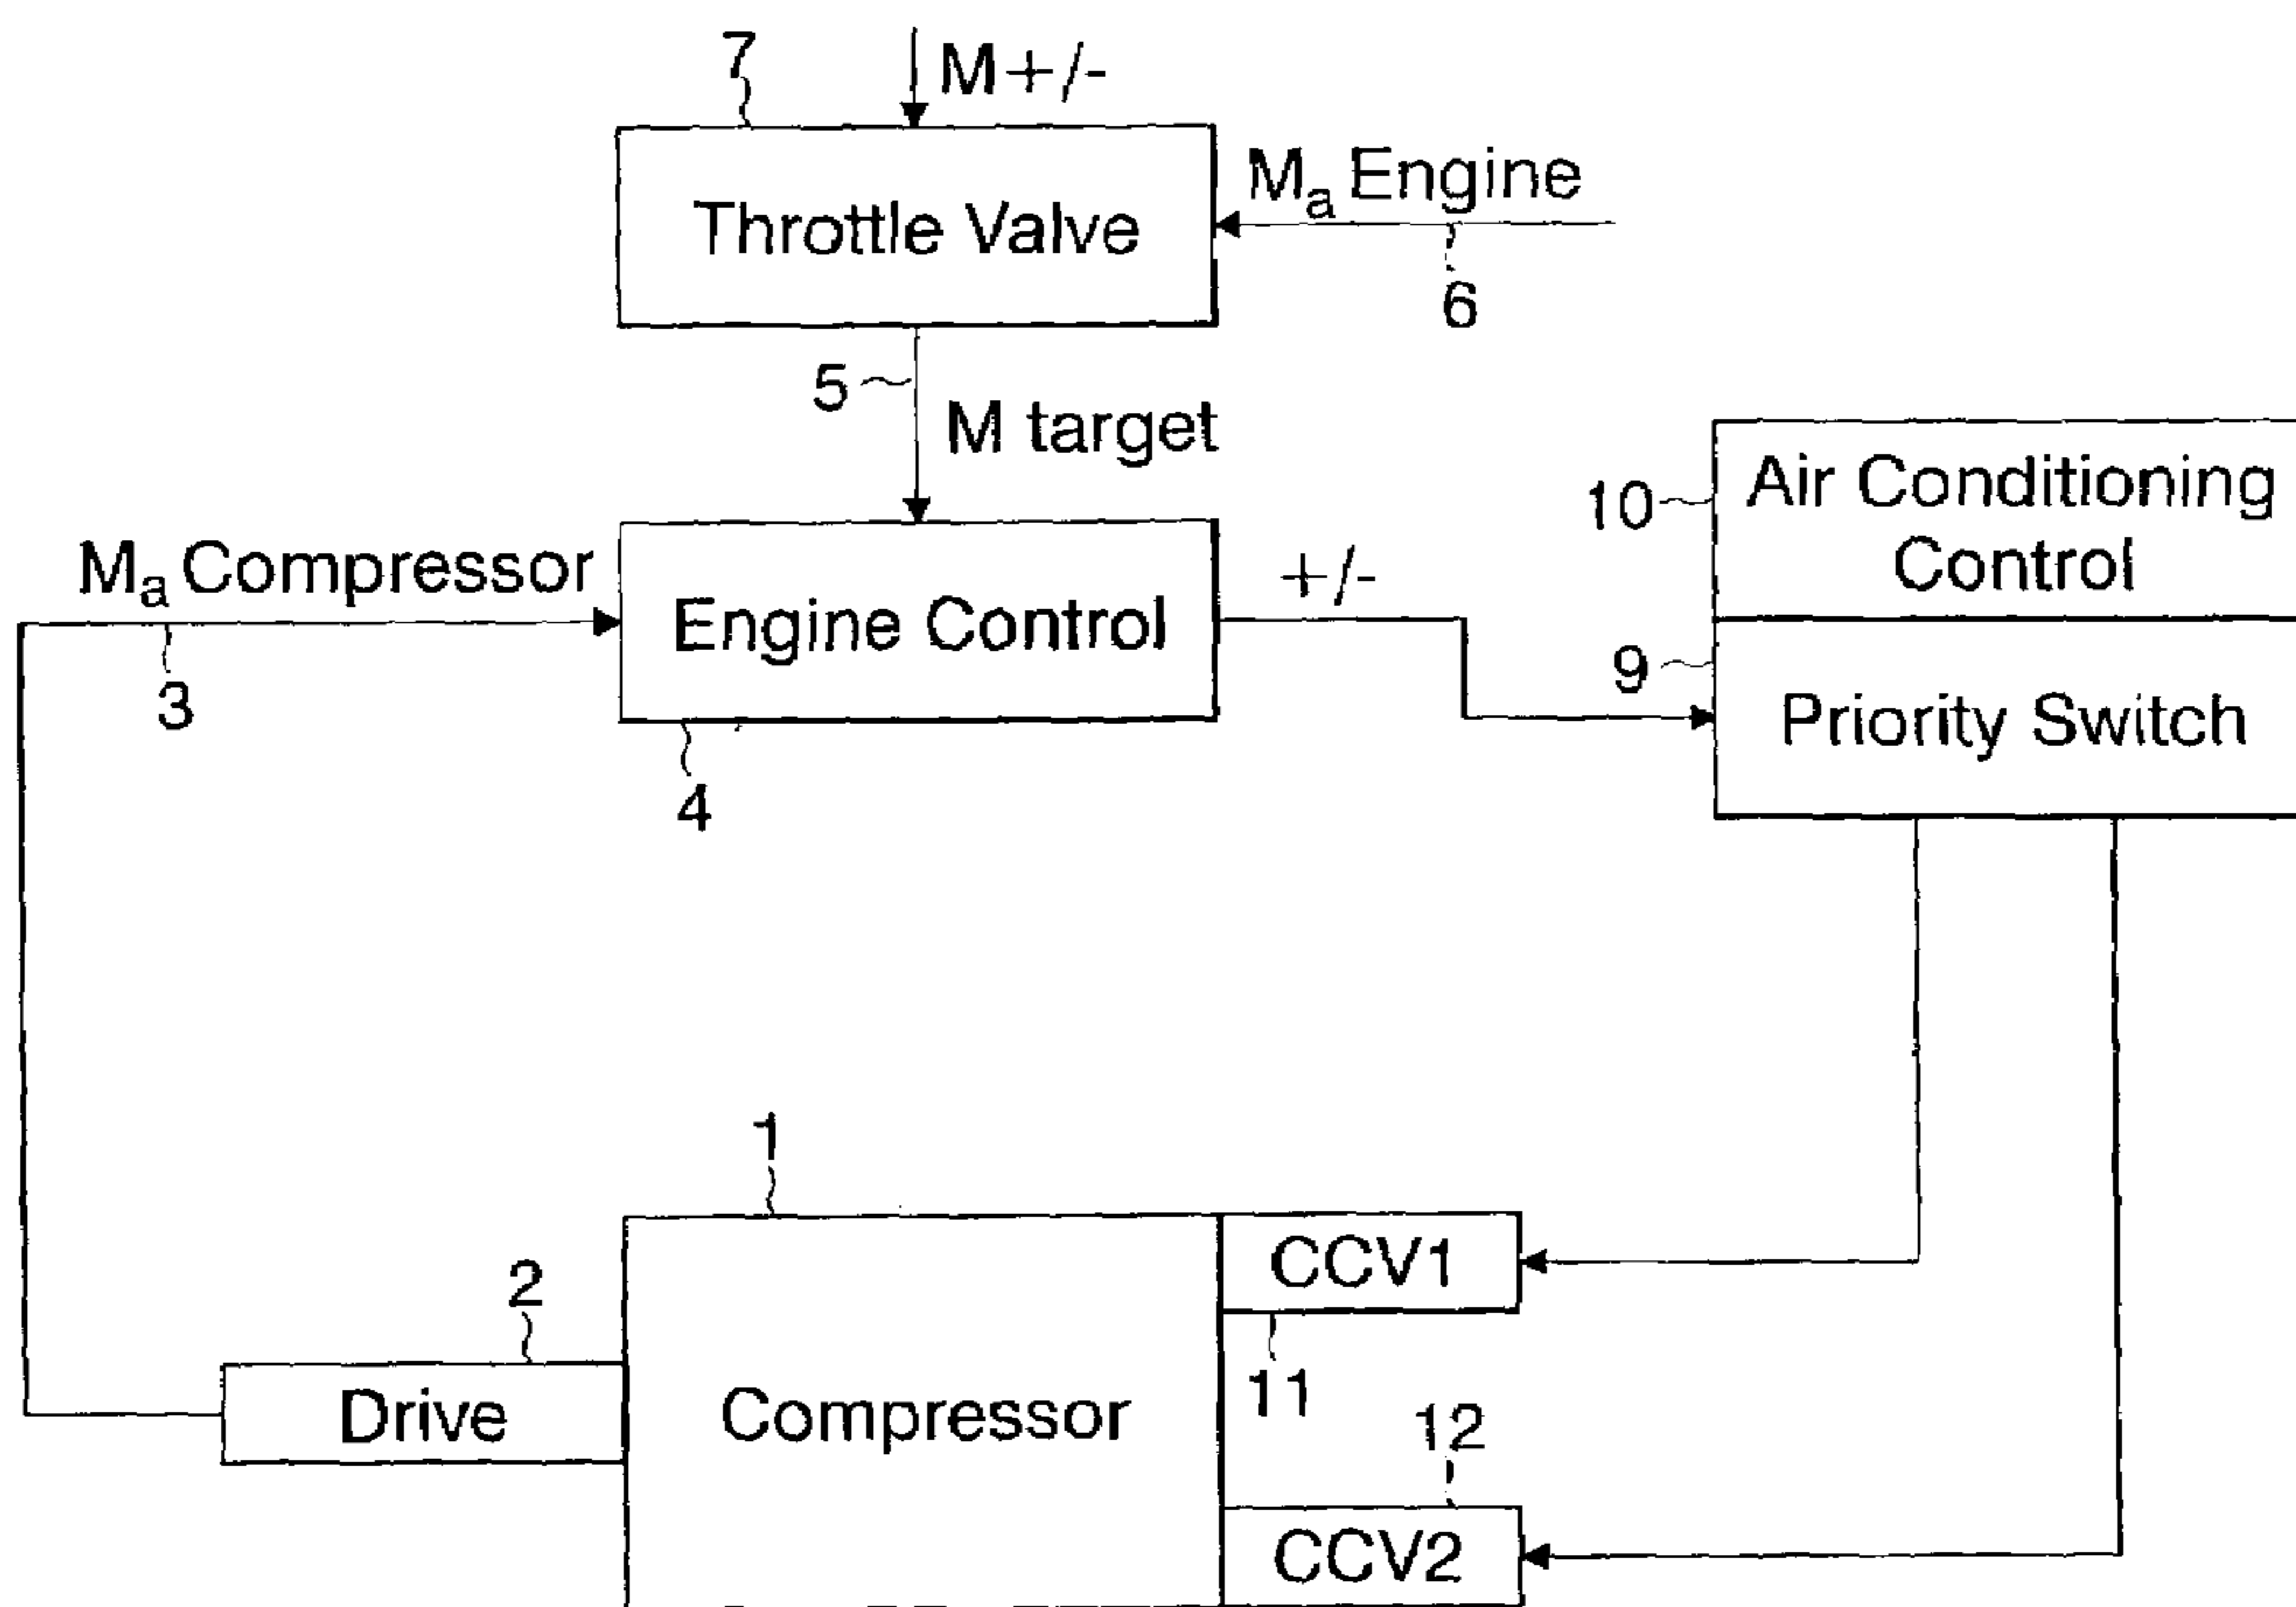 7
M+/-
Ma Engine
Throttle Valve
6
5
M target
10
Air Conditioning
Control
Ma Compressor
Engine Control
+/-
9
3
Priority Switch
4
1
CCV1
2
11
Drive
Compressor
12
CCV2